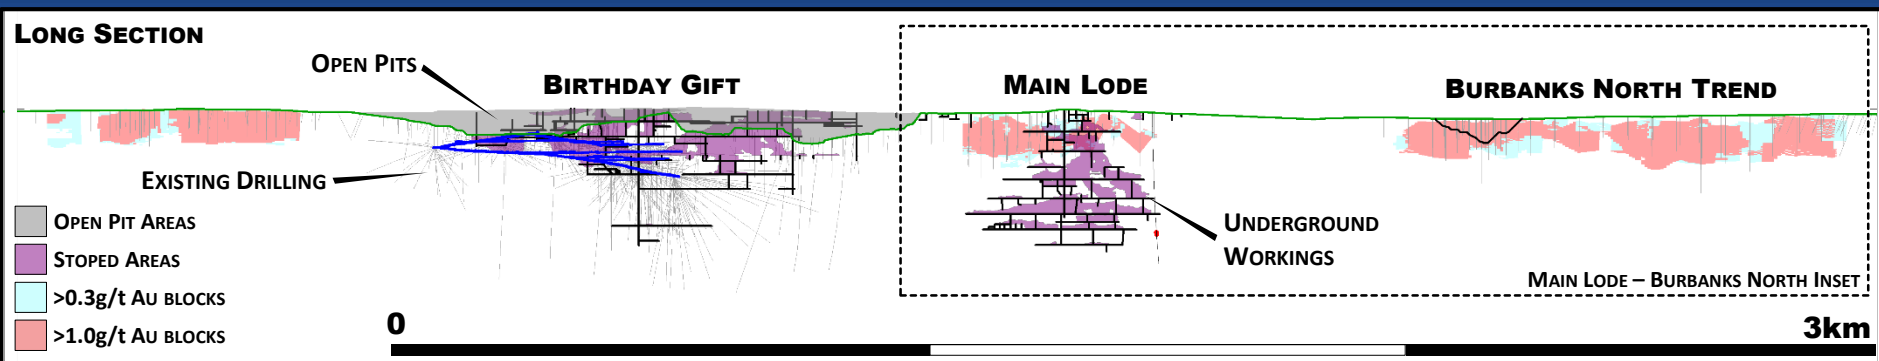 LONG SECTION
OPEN PITS
BIRTHDAY GIFT
MAIN LODE
BURBANKS NORTH TREND
EXISTING DRILLING
UNDERGROUND
WORKINGS
OPEN PIT AREAS
STOPED AREAS
>0.3g/t AU BLOCKS
>1.0g/t AU BLOCKS
MAIN LODE – BURBANKS NORTH INSET
0
3km